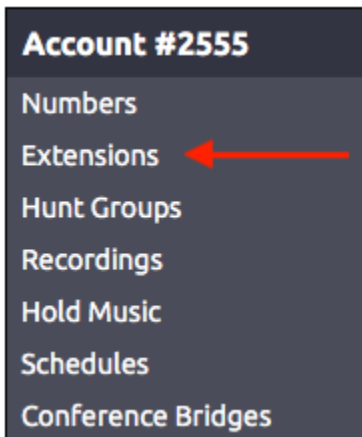 Account #2555
Numbers
Extensions
Hunt Groups
Recordings
Hold Music
Schedules
Conference Bridges